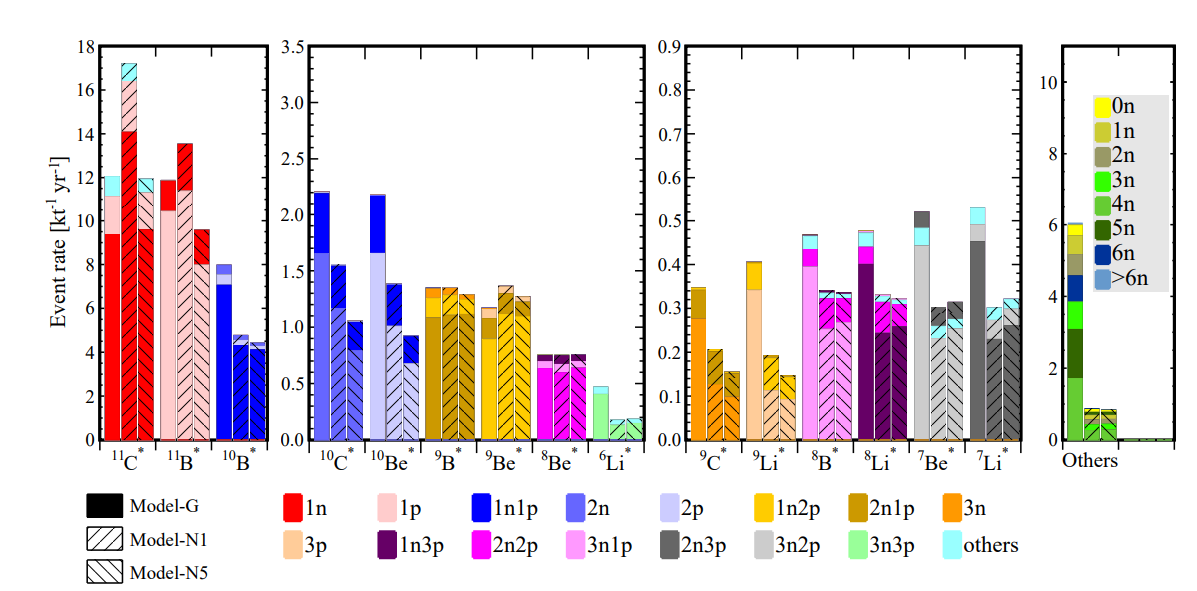 Event rate [kt⁻¹ yr⁻¹]
18
16
14
12
10
8
6
4
2
0
¹¹C* ¹¹B* ¹⁰B*
3.5
3.0
2.5
2.0
1.5
1.0
0.5
0.0
¹⁰C* ¹⁰Be* ⁹B* ⁹Be* ⁸Be* ⁶Li*
0.9
0.8
0.7
0.6
0.5
0.4
0.3
0.2
0.1
0.0
⁹C* ⁹Li* ⁸B* ⁸Li* ⁷Be* ⁷Li*
10
8
6
4
2
0
Others
0n
1n
2n
3n
4n
5n
6n
>6n
Model-G
Model-N1
Model-N5
1n 1p 1n1p 2n 2p 1n2p 2n1p 3n
3p 1n3p 2n2p 3n1p 2n3p 3n2p 3n3p others